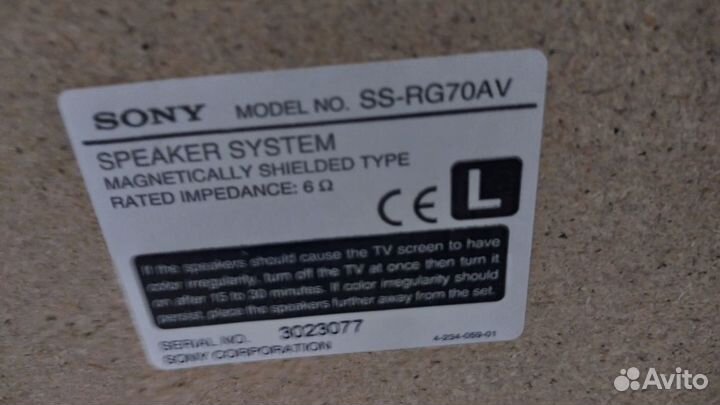 SONY MODEL NO. SS-RG70AV
SPEAKER SYSTEM
MAGNETICALLY SHIELDED TYPE
RATED IMPEDANCE: 6 Ω
CE L
If the speakers should cause the TV screen to have
color irregularity, turn off the TV at once then turn it
on after 15 to 30 minutes. If color irregularity should
persist, place the speakers further away from the set.
SERIAL NO. 3023077
SONY CORPORATION 4-234-059-01
Avito